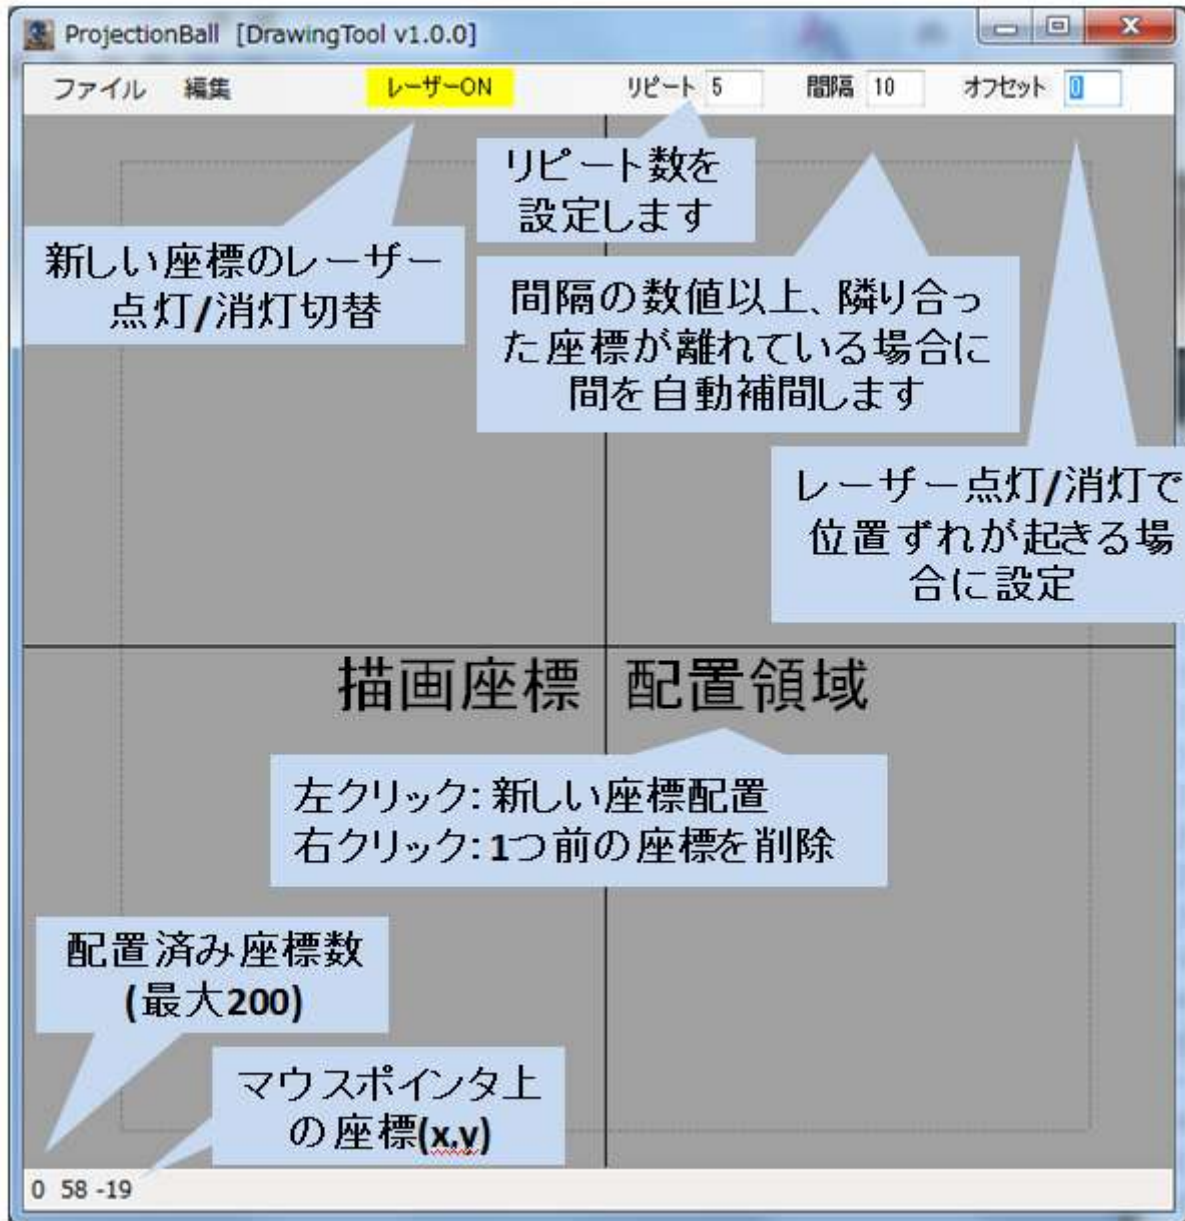 ProjectionBall [DrawingTool v1.0.0]
ファイル 編集 レーザーON リピート 5 間隔 10 オフセット 0
リピート数を
設定します
新しい座標のレーザー
点灯/消灯切替
間隔の数値以上、隣り合っ
た座標が離れている場合に
間を自動補間します
レーザー点灯/消灯で
位置ずれが起きる場
合に設定
描画座標 配置領域
左クリック: 新しい座標配置
右クリック: 1つ前の座標を削除
配置済み座標数
(最大200)
マウスポインタ上
の座標(x,y)
0 58 -19